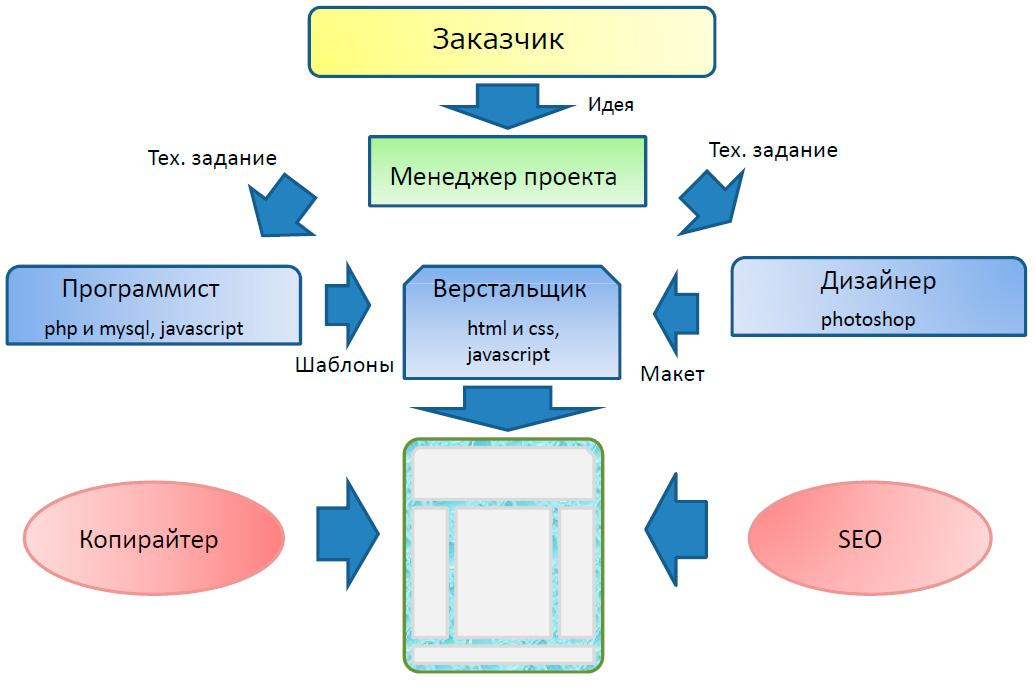 Заказчик
Идея
Менеджер проекта
Тех. задание
Тех. задание
Программист
php и mysql, javascript
Шаблоны
Верстальщик
html и css,
javascript
Дизайнер
photoshop
Макет
Копирайтер
SEO